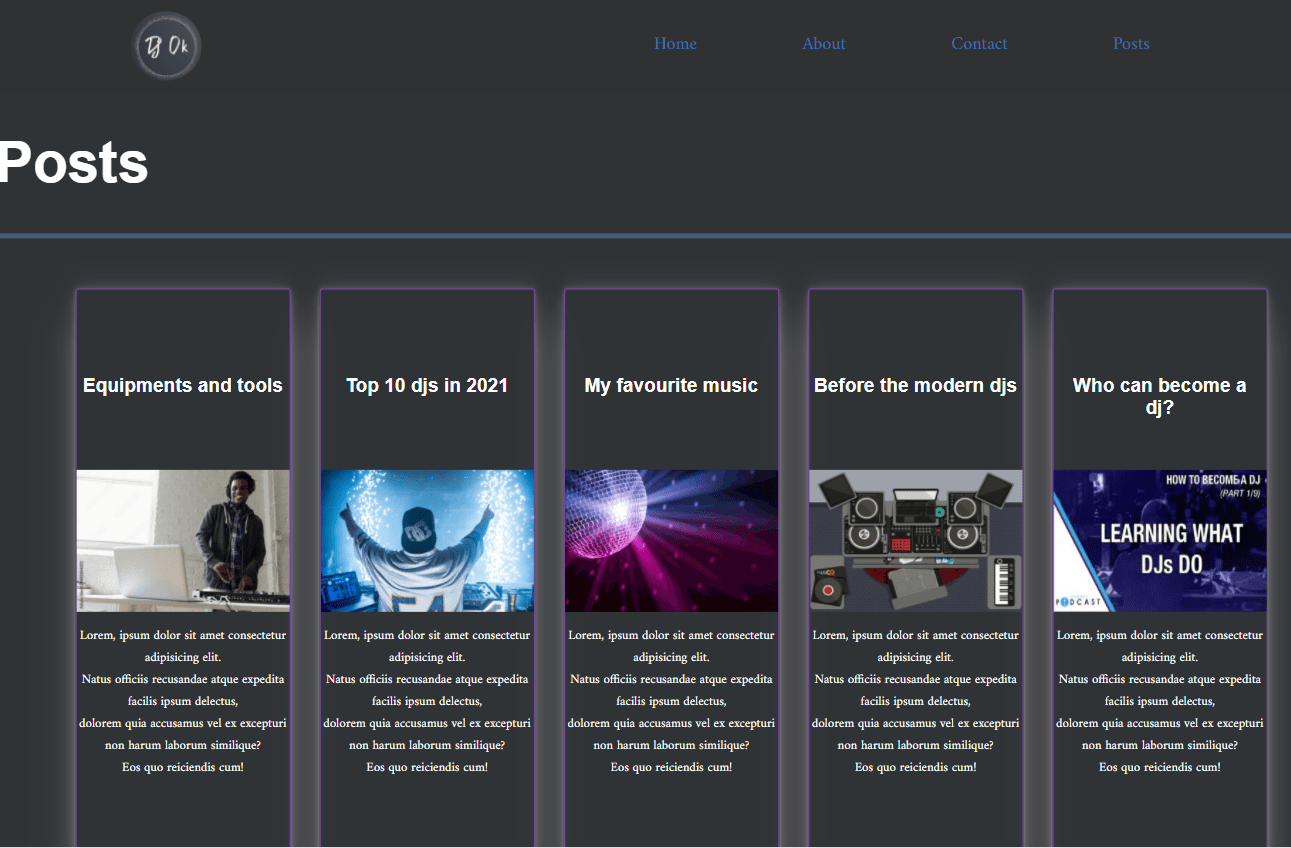 Dj Ok
Home About Contact Posts
Posts
Equipments and tools
Top 10 djs in 2021
My favourite music
Before the modern djs
Who can become a
dj?
HOW TO BECOME A DJ
(PART 1/9)
LEARNING WHAT
DJs DO
PODCAST
Lorem, ipsum dolor sit amet consectetur
adipisicing elit.
Natus officiis recusandae atque expedita
facilis ipsum delectus,
dolorem quia accusamus vel ex excepturi
non harum laborum similique?
Eos quo reiciendis cum!
Lorem, ipsum dolor sit amet consectetur
adipisicing elit.
Natus officiis recusandae atque expedita
facilis ipsum delectus,
dolorem quia accusamus vel ex excepturi
non harum laborum similique?
Eos quo reiciendis cum!
Lorem, ipsum dolor sit amet consectetur
adipisicing elit.
Natus officiis recusandae atque expedita
facilis ipsum delectus,
dolorem quia accusamus vel ex excepturi
non harum laborum similique?
Eos quo reiciendis cum!
Lorem, ipsum dolor sit amet consectetur
adipisicing elit.
Natus officiis recusandae atque expedita
facilis ipsum delectus,
dolorem quia accusamus vel ex excepturi
non harum laborum similique?
Eos quo reiciendis cum!
Lorem, ipsum dolor sit amet consectetur
adipisicing elit.
Natus officiis recusandae atque expedita
facilis ipsum delectus,
dolorem quia accusamus vel ex excepturi
non harum laborum similique?
Eos quo reiciendis cum!